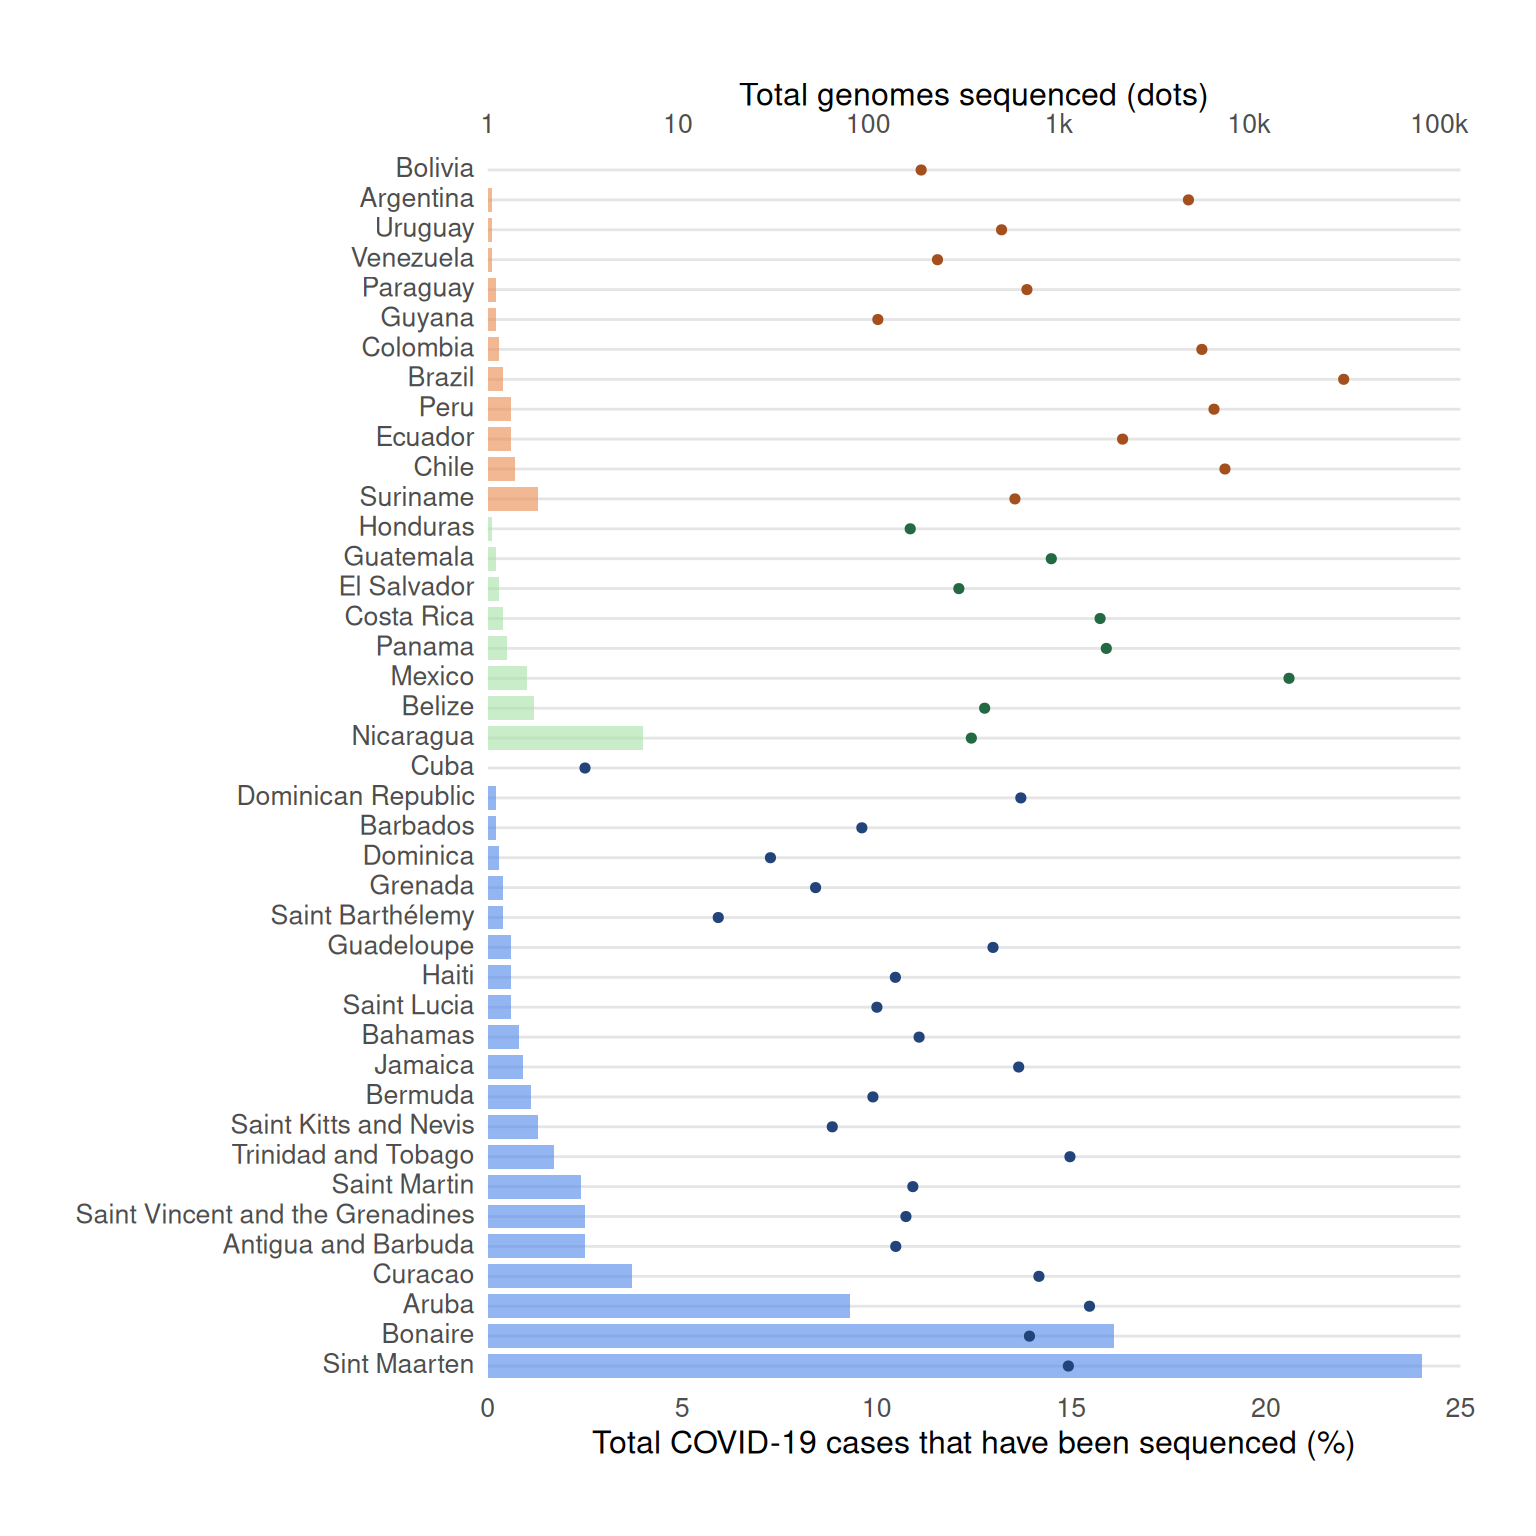 Total genomes sequenced (dots)
1 10 100 1k 10k 100k
Bolivia
Argentina
Uruguay
Venezuela
Paraguay
Guyana
Colombia
Brazil
Peru
Ecuador
Chile
Suriname
Honduras
Guatemala
El Salvador
Costa Rica
Panama
Mexico
Belize
Nicaragua
Cuba
Dominican Republic
Barbados
Dominica
Grenada
Saint Barthélemy
Guadeloupe
Haiti
Saint Lucia
Bahamas
Jamaica
Bermuda
Saint Kitts and Nevis
Trinidad and Tobago
Saint Martin
Saint Vincent and the Grenadines
Antigua and Barbuda
Curacao
Aruba
Bonaire
Sint Maarten
0 5 10 15 20 25
Total COVID-19 cases that have been sequenced (%)